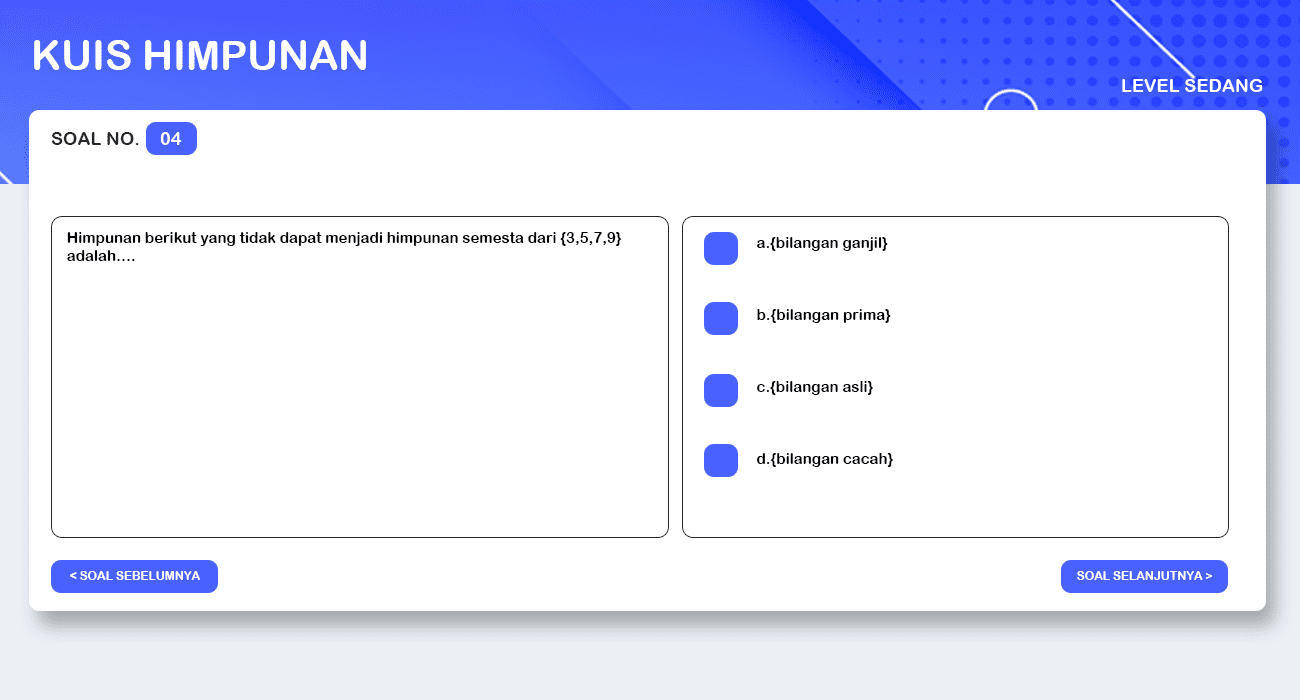 KUIS HIMPUNAN
LEVEL SEDANG
SOAL NO. 04
Himpunan berikut yang tidak dapat menjadi himpunan semesta dari {3,5,7,9}
adalah....
a.{bilangan ganjil}
b.{bilangan prima}
c.{bilangan asli}
d.{bilangan cacah}
< SOAL SEBELUMNYA
SOAL SELANJUTNYA >